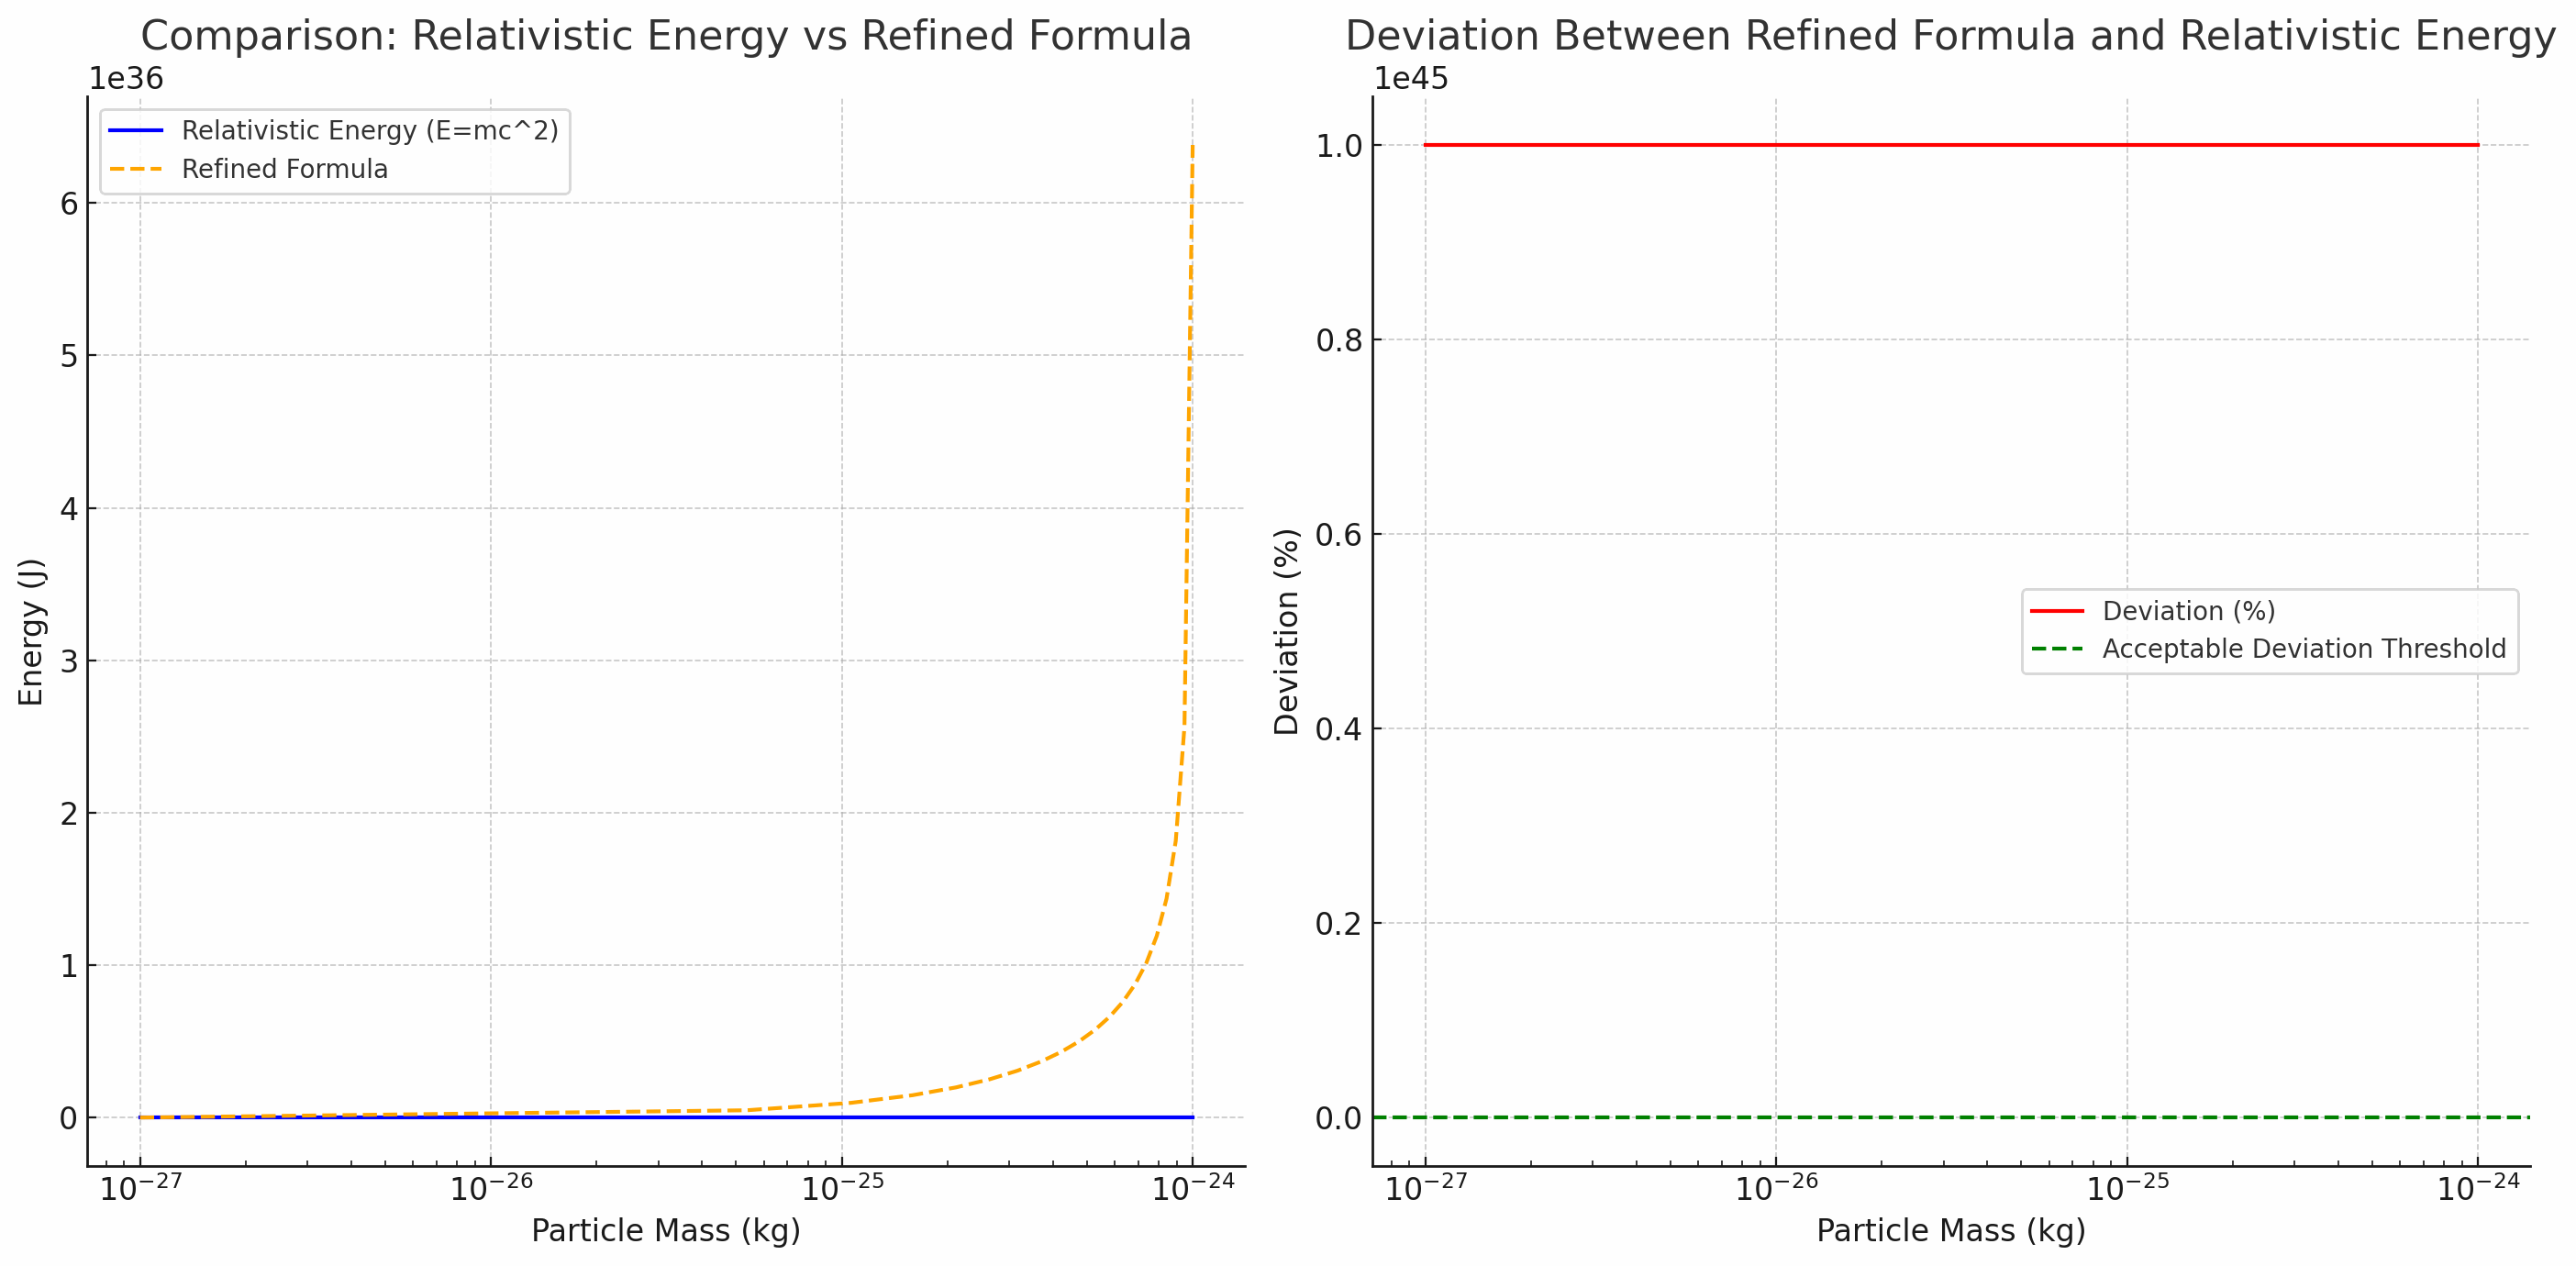 Comparison: Relativistic Energy vs Refined Formula
1e36
Relativistic Energy (E=mc^2)
Refined Formula
6
5
4
3
2
1
0
Energy (J)
10⁻²⁷ 10⁻²⁶ 10⁻²⁵ 10⁻²⁴
Particle Mass (kg)
Deviation Between Refined Formula and Relativistic Energy
1e45
1.0
0.8
0.6
0.4
0.2
0.0
Deviation (%)
Deviation (%)
Acceptable Deviation Threshold
10⁻²⁷ 10⁻²⁶ 10⁻²⁵ 10⁻²⁴
Particle Mass (kg)